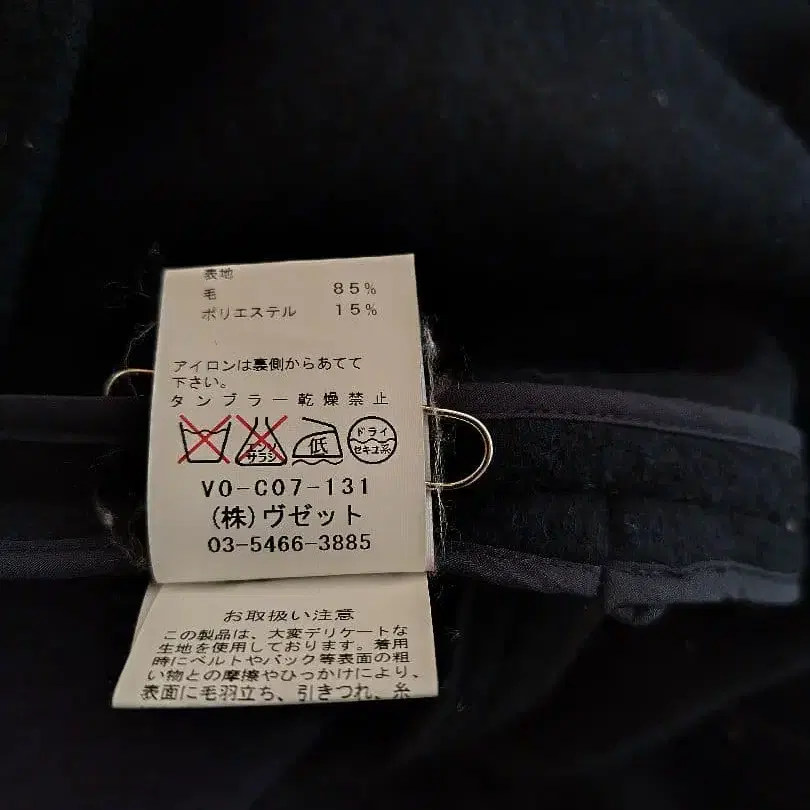 表地
毛 85%
ポリエステル 15%
アイロンは裏側からあてて
下さい。
タンブラー乾燥禁止
エンソ
サラシ
低
ドライ
セキユ系
VO-C07-131
(株)ヴゼット
03-5466-3885
お取扱い注意
この製品は、大変デリケートな
生地を使用しております。着用
時にベルトやバック等表面の粗
い物との摩擦やひっかけにより、
表面に毛羽立ち、引きつれ、糸